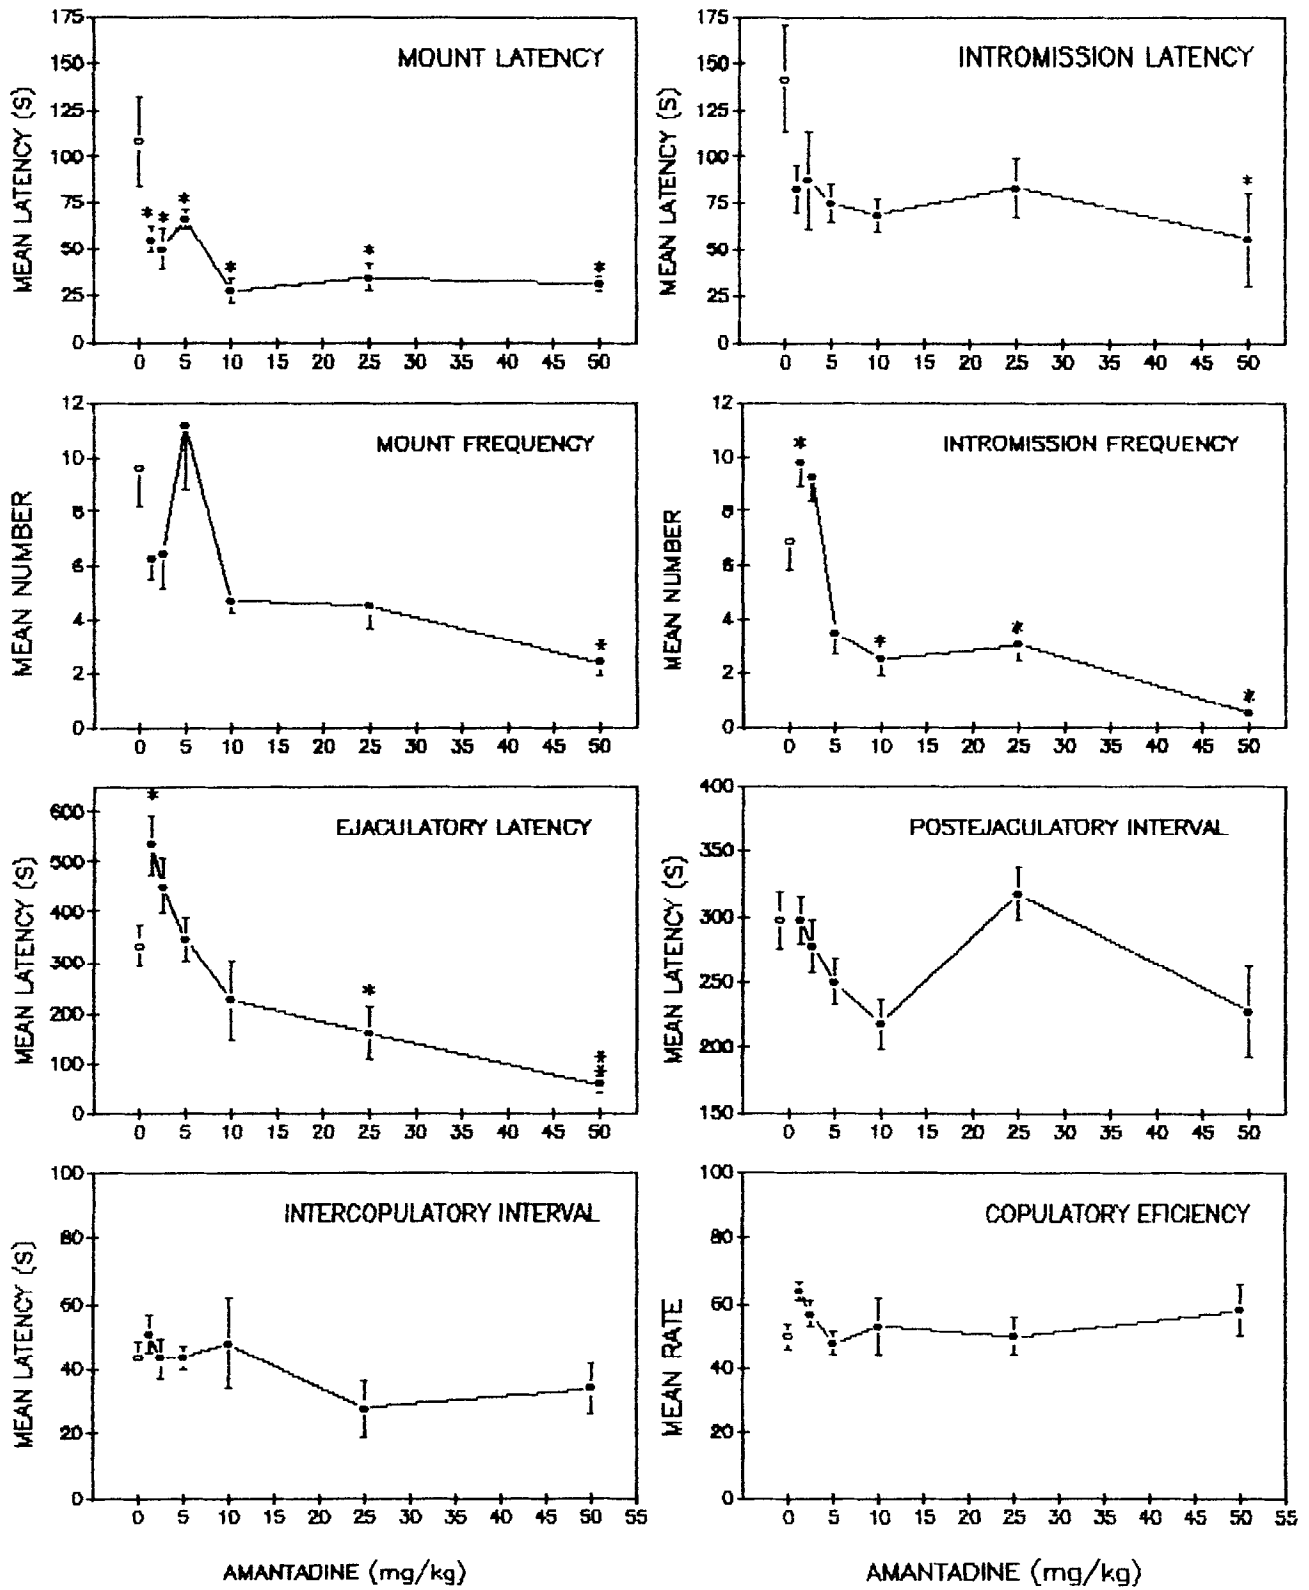 MOUNT LATENCY
MEAN LATENCY (S)
175
150
125
100
75
50
25
0
0 5 10 15 20 25 30 35 40 45 50
INTROMISSION LATENCY
MEAN LATENCY (S)
175
150
125
100
75
50
25
0
0 5 10 15 20 25 30 35 40 45 50
MOUNT FREQUENCY
MEAN NUMBER
12
10
8
6
4
2
0
0 5 10 15 20 25 30 35 40 45 50
INTROMISSION FREQUENCY
MEAN NUMBER
12
10
8
6
4
2
0
0 5 10 15 20 25 30 35 40 45 50
EJACULATORY LATENCY
MEAN LATENCY (S)
600
500
400
300
200
100
0
0 5 10 15 20 25 30 35 40 45 50
POSTEJACULATORY INTERVAL
MEAN LATENCY (S)
400
350
300
250
200
150
0 5 10 15 20 25 30 35 40 45 50
INTERCOPULATORY INTERVAL
MEAN LATENCY (S)
100
80
60
40
20
0
0 5 10 15 20 25 30 35 40 45 50 55
AMANTADINE (mg/kg)
COPULATORY EFICIENCY
MEAN RATE
100
80
60
40
20
0
0 5 10 15 20 25 30 35 40 45 50 55
AMANTADINE (mg/kg)